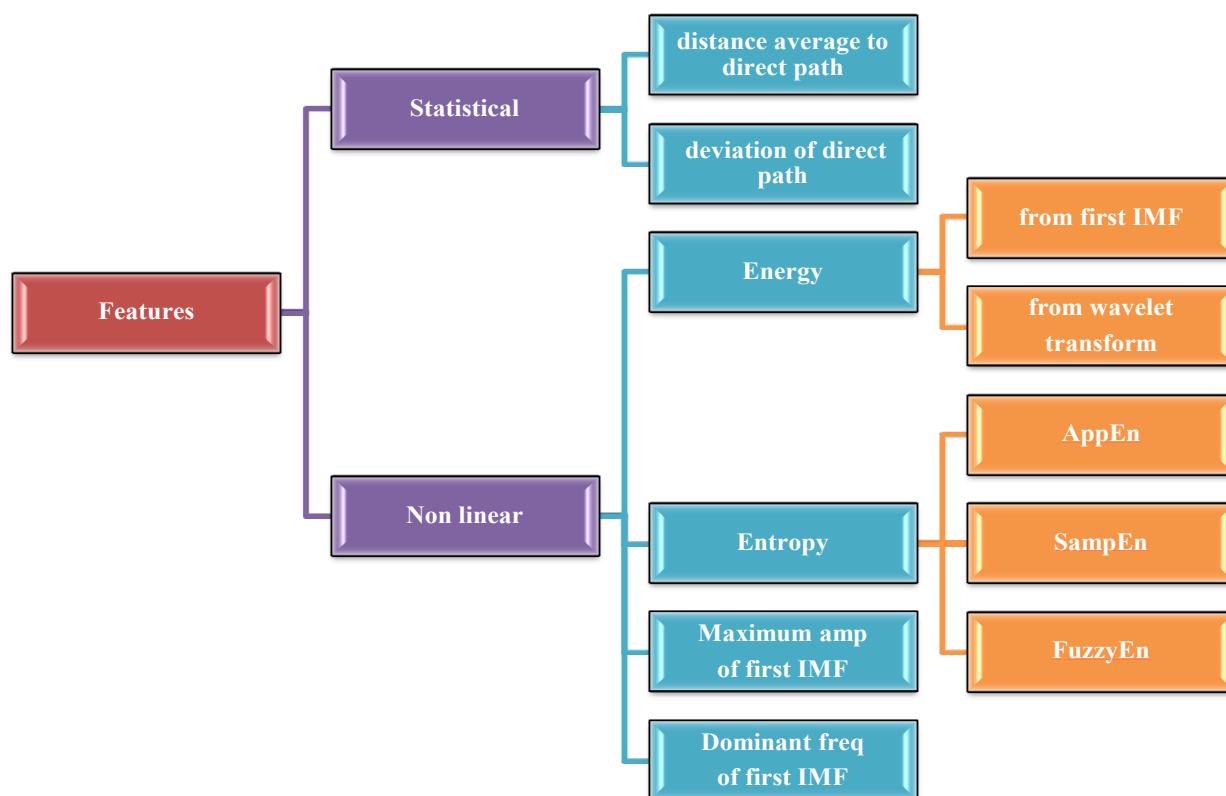 distance average to
direct path
Statistical
deviation of direct
path
from first IMF
Energy
from wavelet
transform
Features
AppEn
Non linear
Entropy
SampEn
Maximum amp
of first IMF
FuzzyEn
Dominant freq
of first IMF